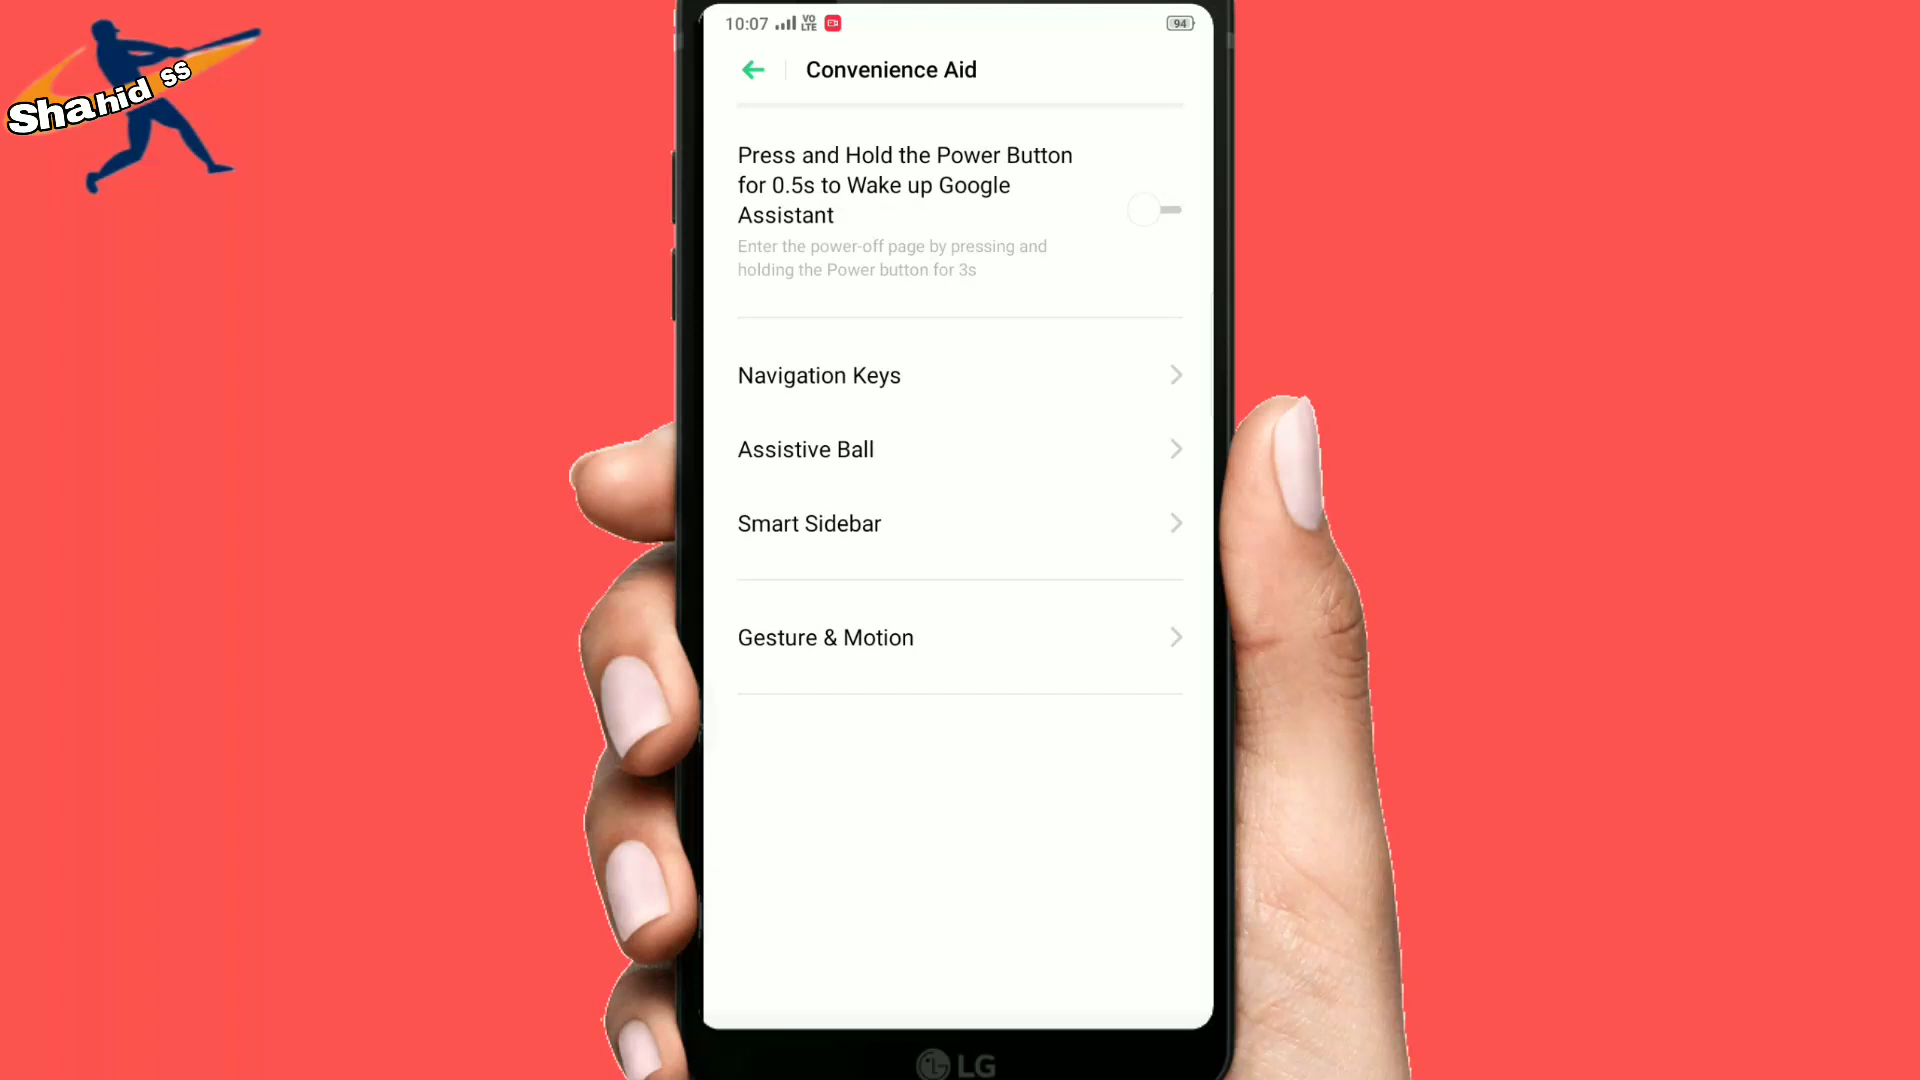 Shahid ss
10:07 VO LTE
94
Convenience Aid
Press and Hold the Power Button
for 0.5s to Wake up Google
Assistant
Enter the power-off page by pressing and
holding the Power button for 3s
Navigation Keys
Assistive Ball
Smart Sidebar
Gesture & Motion
LG